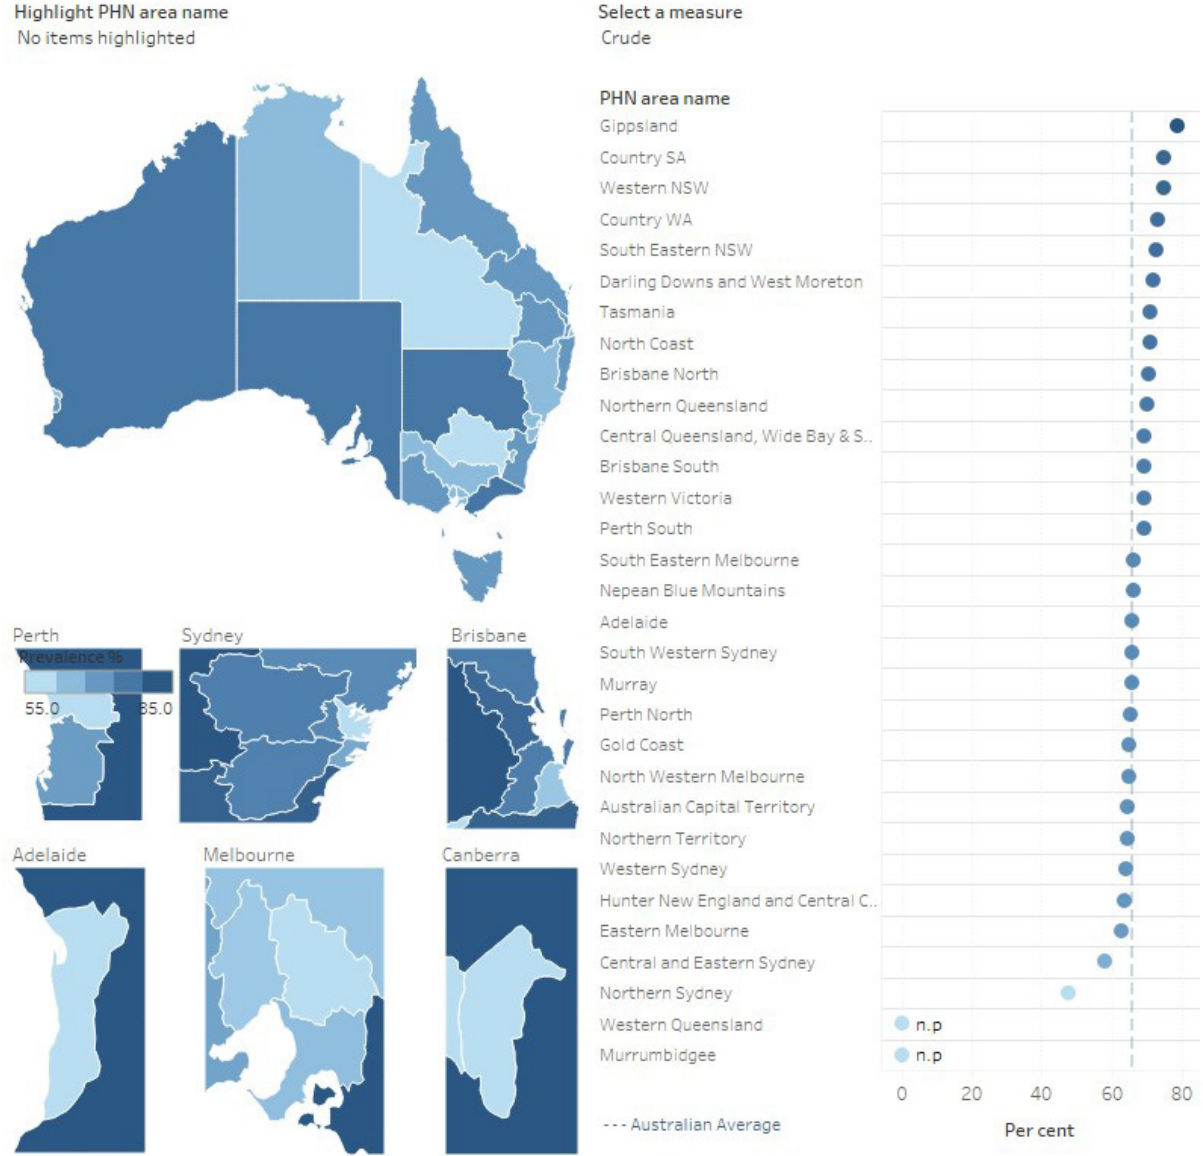 Highlight PHN area name
No items highlighted
Select a measure
Crude
PHN area name
Gippsland
Country SA
Western NSW
Country WA
South Eastern NSW
Darling Downs and West Moreton
Tasmania
North Coast
Brisbane North
Northern Queensland
Central Queensland, Wide Bay & S..
Brisbane South
Western Victoria
Perth South
South Eastern Melbourne
Nepean Blue Mountains
Adelaide
South Western Sydney
Murray
Perth North
Gold Coast
North Western Melbourne
Australian Capital Territory
Northern Territory
Western Sydney
Hunter New England and Central C..
Eastern Melbourne
Central and Eastern Sydney
Northern Sydney
Western Queensland
n.p
Murrumbidgee
n.p
0 20 40 60 80
Per cent
--- Australian Average
Perth
Prevalence %
55.0 85.0
Sydney
Brisbane
Adelaide
Melbourne
Canberra